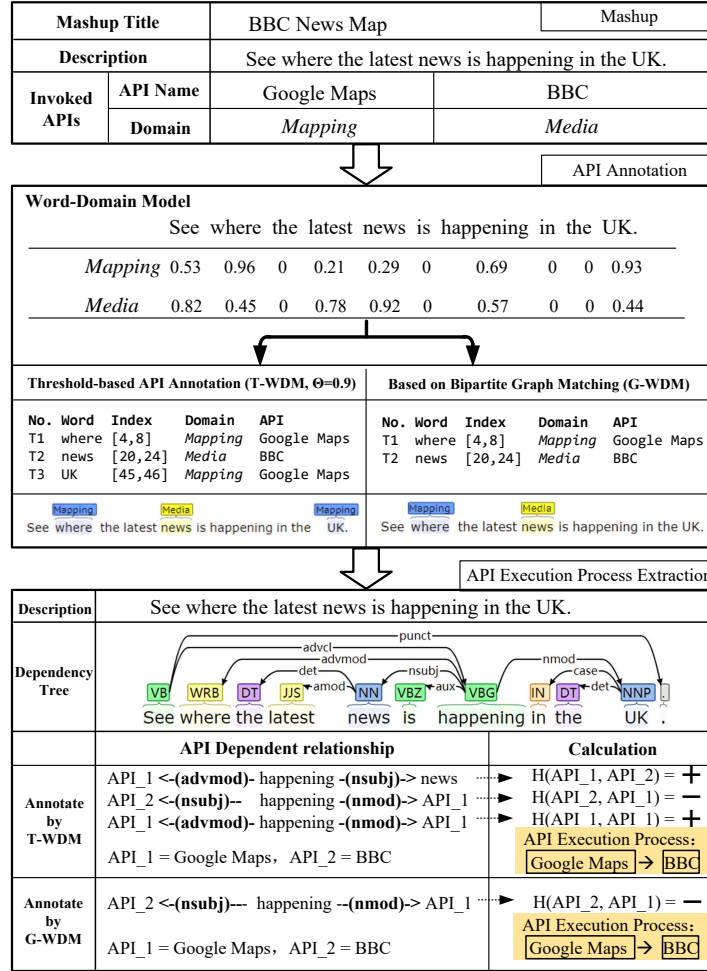 Mashup Title BBC News Map Mashup
Description See where the latest news is happening in the UK.
Invoked APIs API Name Google Maps BBC
Domain Mapping Media
API Annotation
Word-Domain Model
See where the latest news is happening in the UK.
Mapping 0.53 0.96 0 0.21 0.29 0 0.69 0 0 0.93
Media 0.82 0.45 0 0.78 0.92 0 0.57 0 0 0.44
Threshold-based API Annotation (T-WDM, Θ=0.9)
No. Word Index Domain API
T1 where [4,8] Mapping Google Maps
T2 news [20,24] Media BBC
T3 UK [45,46] Mapping Google Maps
Mapping Media Mapping
See where the latest news is happening in the UK.
Based on Bipartite Graph Matching (G-WDM)
No. Word Index Domain API
T1 where [4,8] Mapping Google Maps
T2 news [20,24] Media BBC
Mapping Media
See where the latest news is happening in the UK.
API Execution Process Extraction
Description See where the latest news is happening in the UK.
Dependency Tree
punct
advcl
advmod
det amod nsubj aux nmod case det
VB WRB DT JJS NN VBZ VBG IN DT NNP .
See where the latest news is happening in the UK .
API Dependent relationship Calculation
Annotate by T-WDM
API_1 <-(advmod)- happening -(nsubj)-> news H(API_1, API_2) = +
API_2 <-(nsubj)-- happening -(nmod)-> API_1 H(API_2, API_1) = −
API_1 <-(advmod)- happening -(nmod)-> API_1 H(API_1, API_1) = +
API_1 = Google Maps, API_2 = BBC
API Execution Process:
Google Maps → BBC
Annotate by G-WDM
API_2 <-(nsubj)--- happening --(nmod)-> API_1 H(API_2, API_1) = −
API_1 = Google Maps, API_2 = BBC
API Execution Process:
Google Maps → BBC